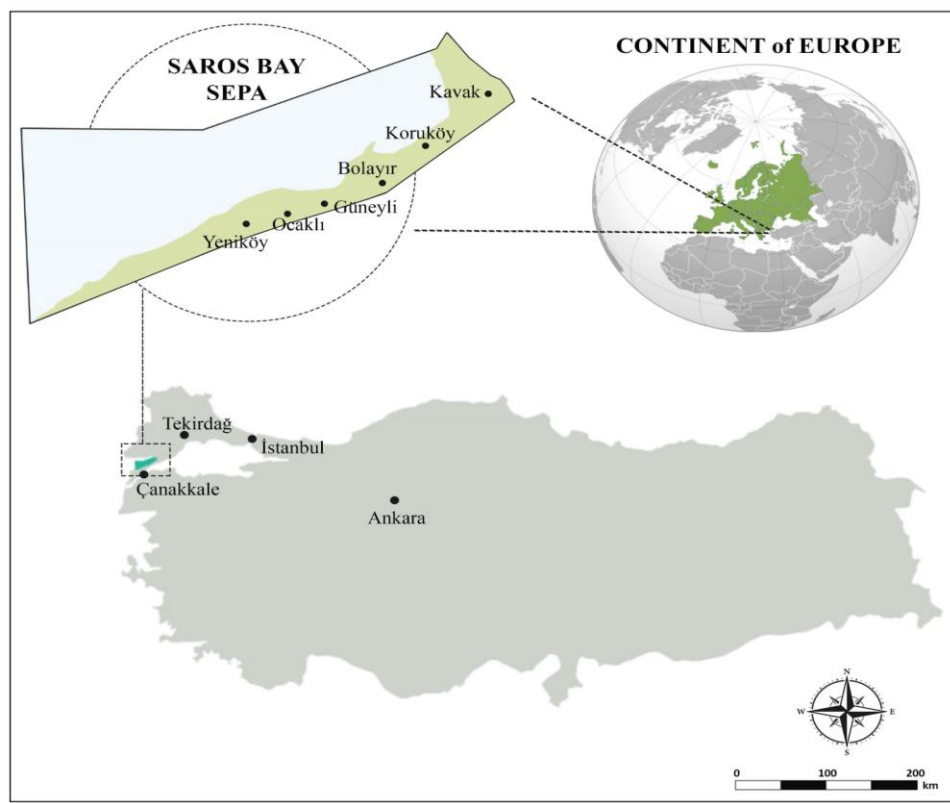 SAROS BAY
SEPA
CONTINENT of EUROPE
Kavak
Koruköy
Bolayır
Güneyli
Ocaklı
Yeniköy
Tekirdağ
İstanbul
Çanakkale
Ankara
N
W
E
S
0 100 200
km